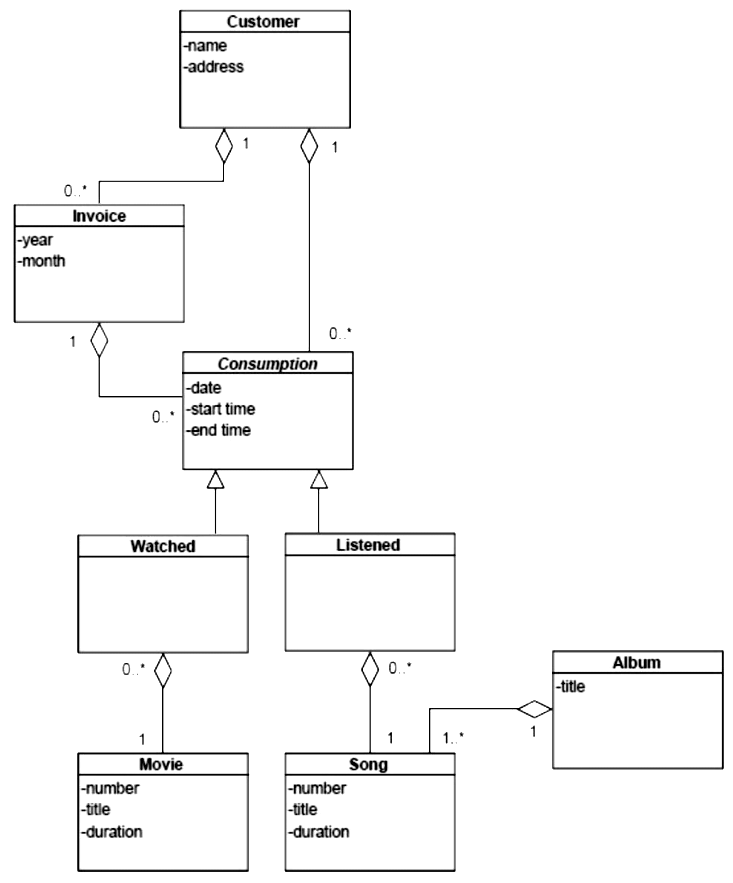 Customer
-name
-address
1
1
0..*
Invoice
-year
-month
1
0..*
0..*
Consumption
-date
-start time
-end time
Watched
Listened
0..*
0..*
Album
-title
1
1
1
1..*
Movie
-number
-title
-duration
Song
-number
-title
-duration